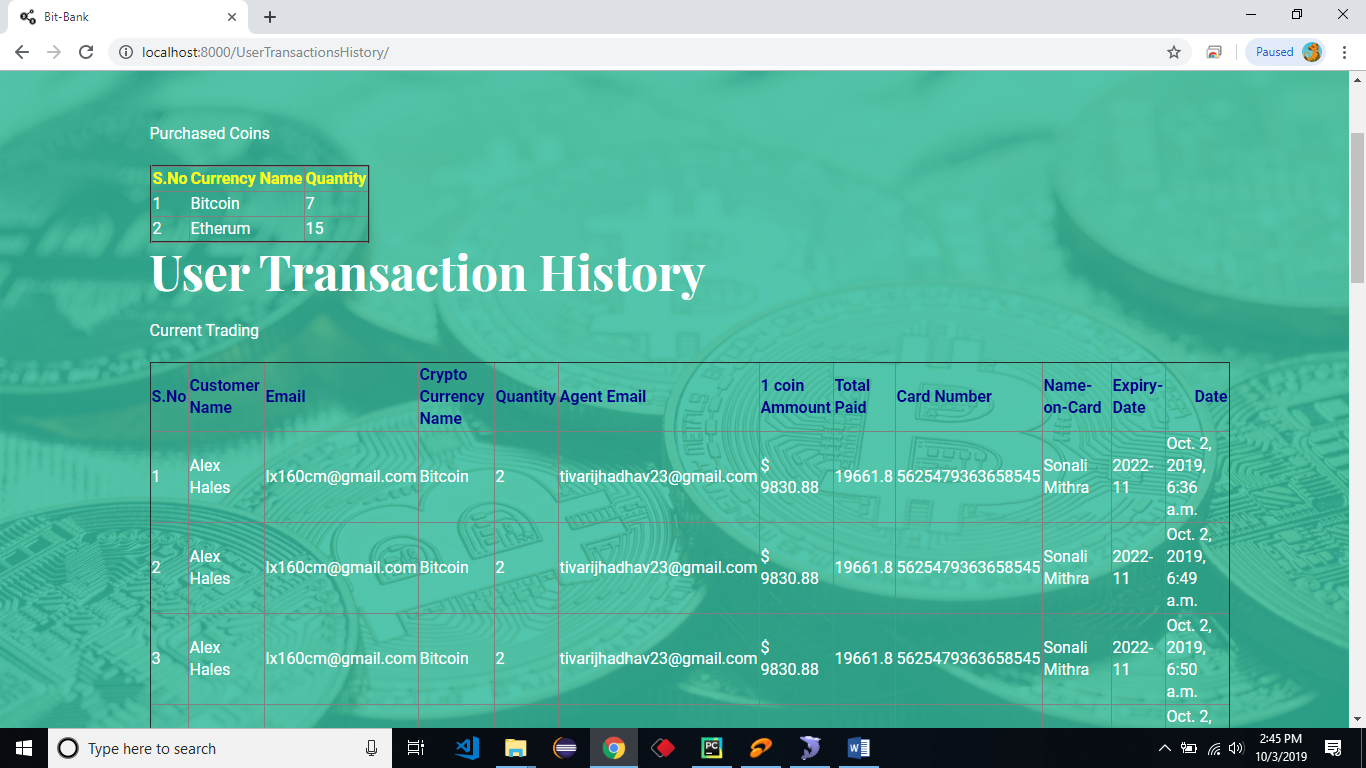 Bit-Bank
localhost:8000/UserTransactionsHistory/
Paused
Purchased Coins
S.No Currency Name Quantity
1 Bitcoin 7
2 Etherum 15
User Transaction History
Current Trading
S.No Customer Name Email Crypto Currency Name Quantity Agent Email 1 coin Ammount Total Paid Card Number Name-on-Card Expiry-Date Date
1 Alex Hales lx160cm@gmail.com Bitcoin 2 tivarijhadhav23@gmail.com $ 9830.88 19661.8 5625479363658545 Sonali Mithra 2022-11 Oct. 2, 2019, 6:36 a.m.
2 Alex Hales lx160cm@gmail.com Bitcoin 2 tivarijhadhav23@gmail.com $ 9830.88 19661.8 5625479363658545 Sonali Mithra 2022-11 Oct. 2, 2019, 6:49 a.m.
3 Alex Hales lx160cm@gmail.com Bitcoin 2 tivarijhadhav23@gmail.com $ 9830.88 19661.8 5625479363658545 Sonali Mithra 2022-11 Oct. 2, 2019, 6:50 a.m.
Oct. 2,
Type here to search
2:45 PM
10/3/2019